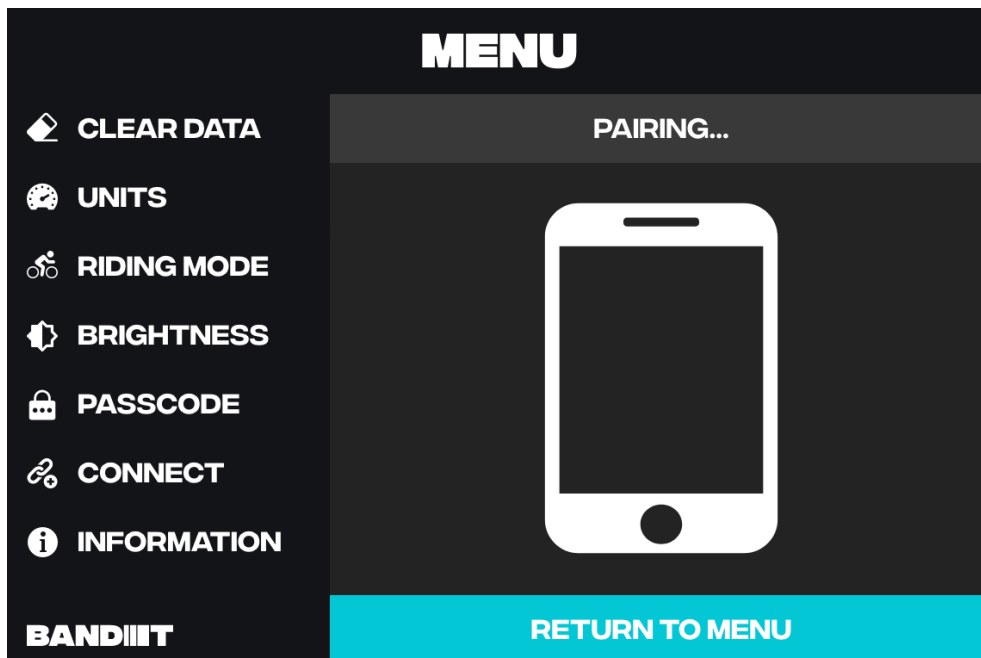 MENU
CLEAR DATA
UNITS
RIDING MODE
BRIGHTNESS
PASSCODE
CONNECT
INFORMATION
BANDIIIT
PAIRING...
RETURN TO MENU